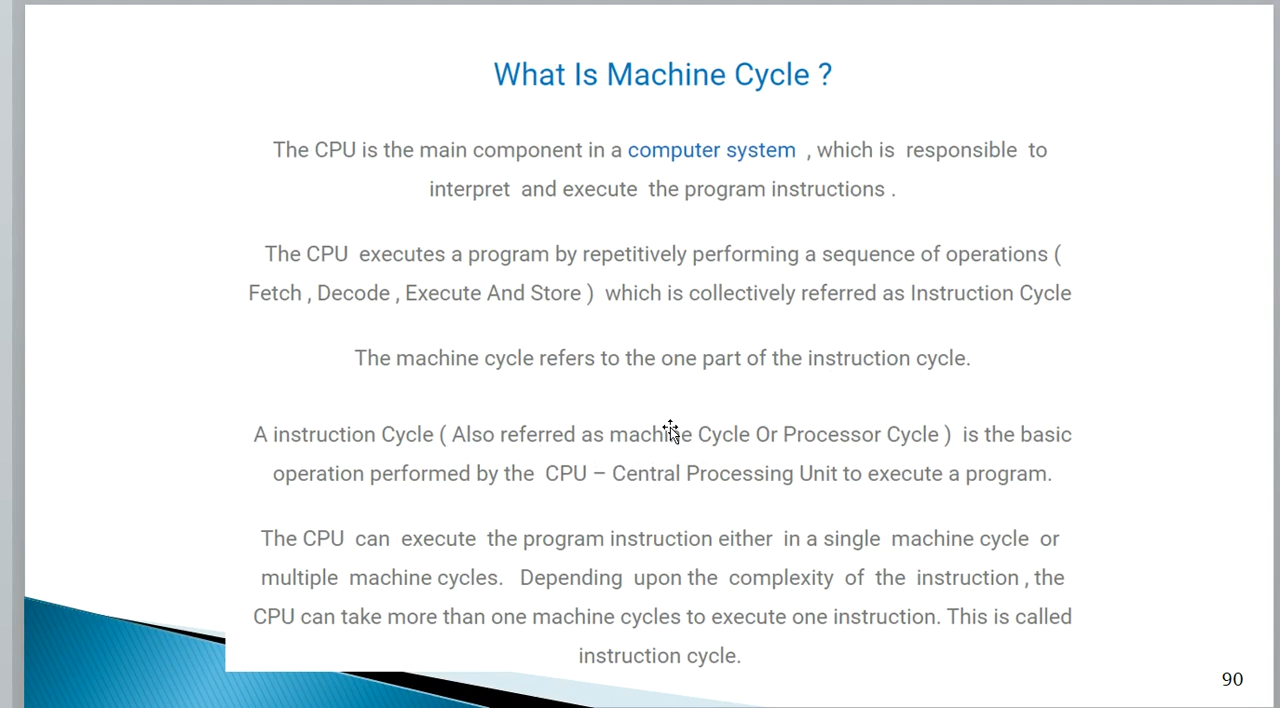 What Is Machine Cycle ?
The CPU is the main component in a computer system , which is responsible to
interpret and execute the program instructions .
The CPU executes a program by repetitively performing a sequence of operations (
Fetch , Decode , Execute And Store ) which is collectively referred as Instruction Cycle
The machine cycle refers to the one part of the instruction cycle.
A instruction Cycle ( Also referred as machine Cycle Or Processor Cycle ) is the basic
operation performed by the CPU – Central Processing Unit to execute a program.
The CPU can execute the program instruction either in a single machine cycle or
multiple machine cycles. Depending upon the complexity of the instruction , the
CPU can take more than one machine cycles to execute one instruction. This is called
instruction cycle.
90